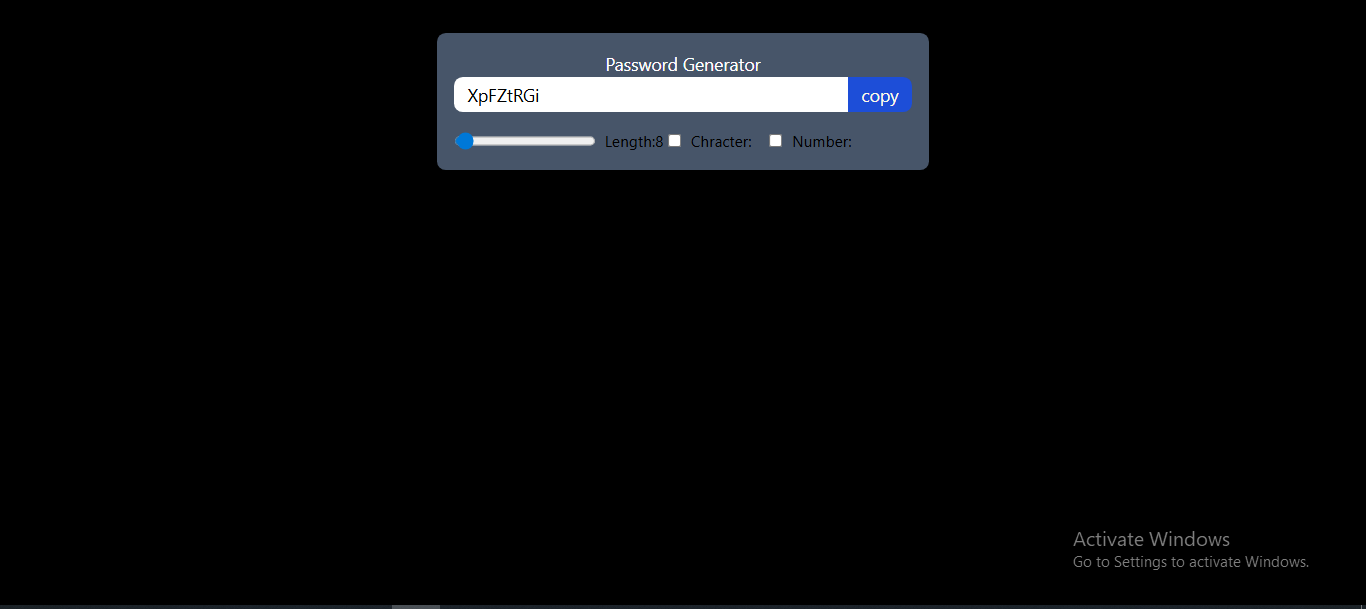 Password Generator
XpFZtRGi
copy
Length:8 Chracter: Number:
Activate Windows
Go to Settings to activate Windows.